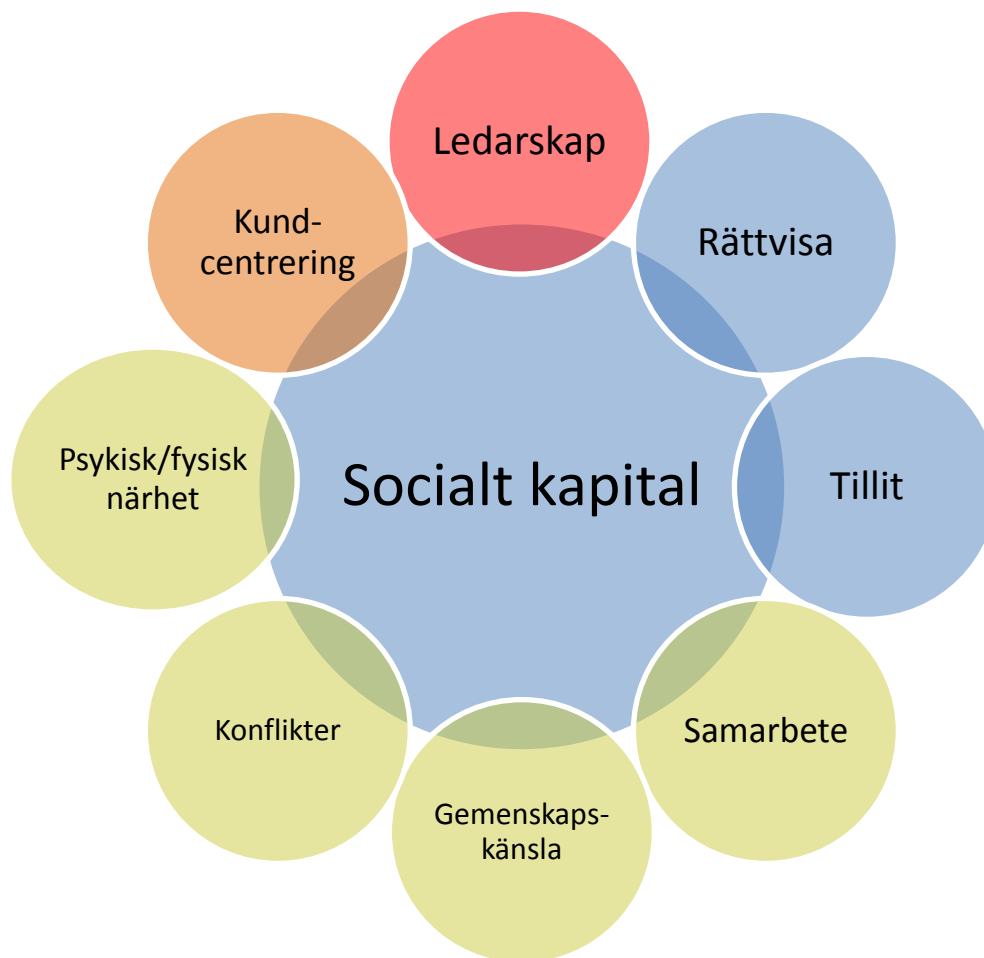 Ledarskap
Kund-
centrering
Rättvisa
Psykisk/fysisk
närhet
Socialt kapital
Tillit
Konflikter
Samarbete
Gemenskaps-
känsla